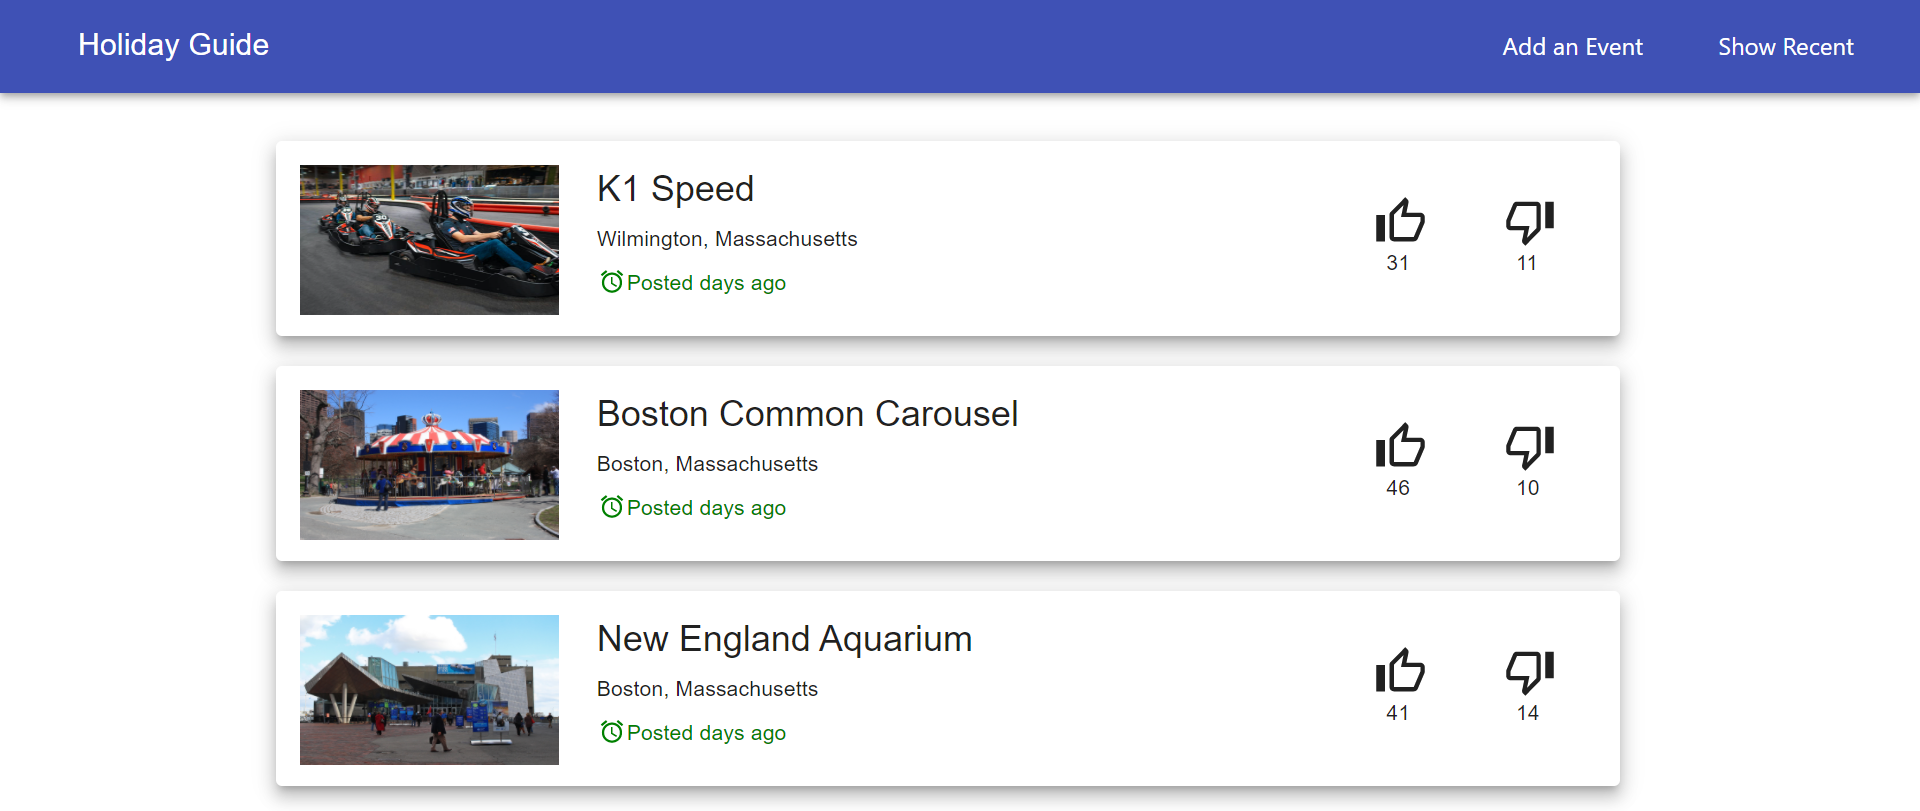 Holiday Guide
Add an Event
Show Recent
K1 Speed
Wilmington, Massachusetts
Posted days ago
31
11
Boston Common Carousel
Boston, Massachusetts
Posted days ago
46
10
New England Aquarium
Boston, Massachusetts
Posted days ago
41
14